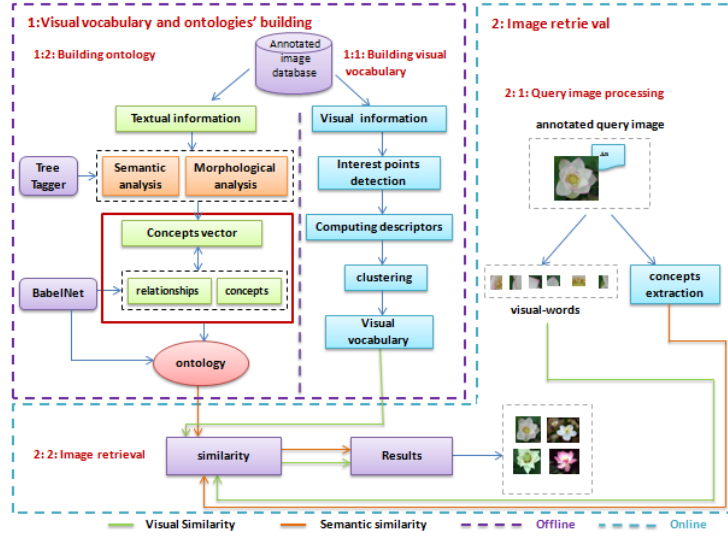 1:Visual vocabulary and ontologies' building
2: Image retrie val
1:2: Building ontology
Annotated
image
database
1:1: Building visual
vocabulary
2: 1: Query image processing
Textual information
Visual information
annotated query image
Tree
Tagger
Semantic
analysis
Morphological
analysis
Interest points
detection
Concepts vector
Computing descriptors
BabelNet
relationships
concepts
clustering
concepts
extraction
visual-words
Visual
vocabulary
ontology
2: 2: Image retrieval
similarity
Results
Visual Similarity
Semantic similarity
Offline
Online